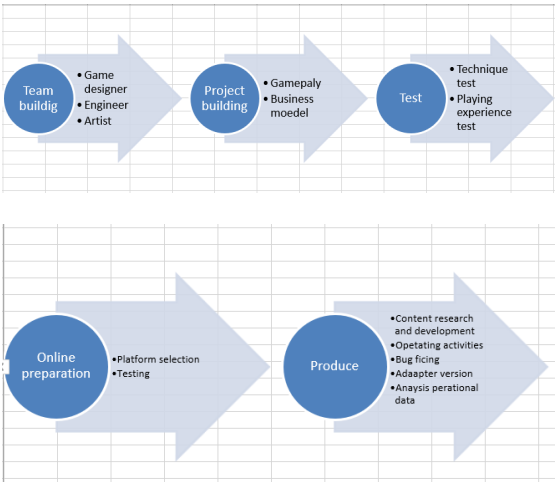 Team
buildig
• Game
designer
• Engineer
• Artist
Project
building
• Gamepaly
• Business
moedel
Test
• Technique
test
• Playing
experience
test
Online
preparation
•Platform selection
•Testing
Produce
•Content research
and development
•Opetating activities
•Bug ficing
•Adaapter version
•Anaysis perational
data